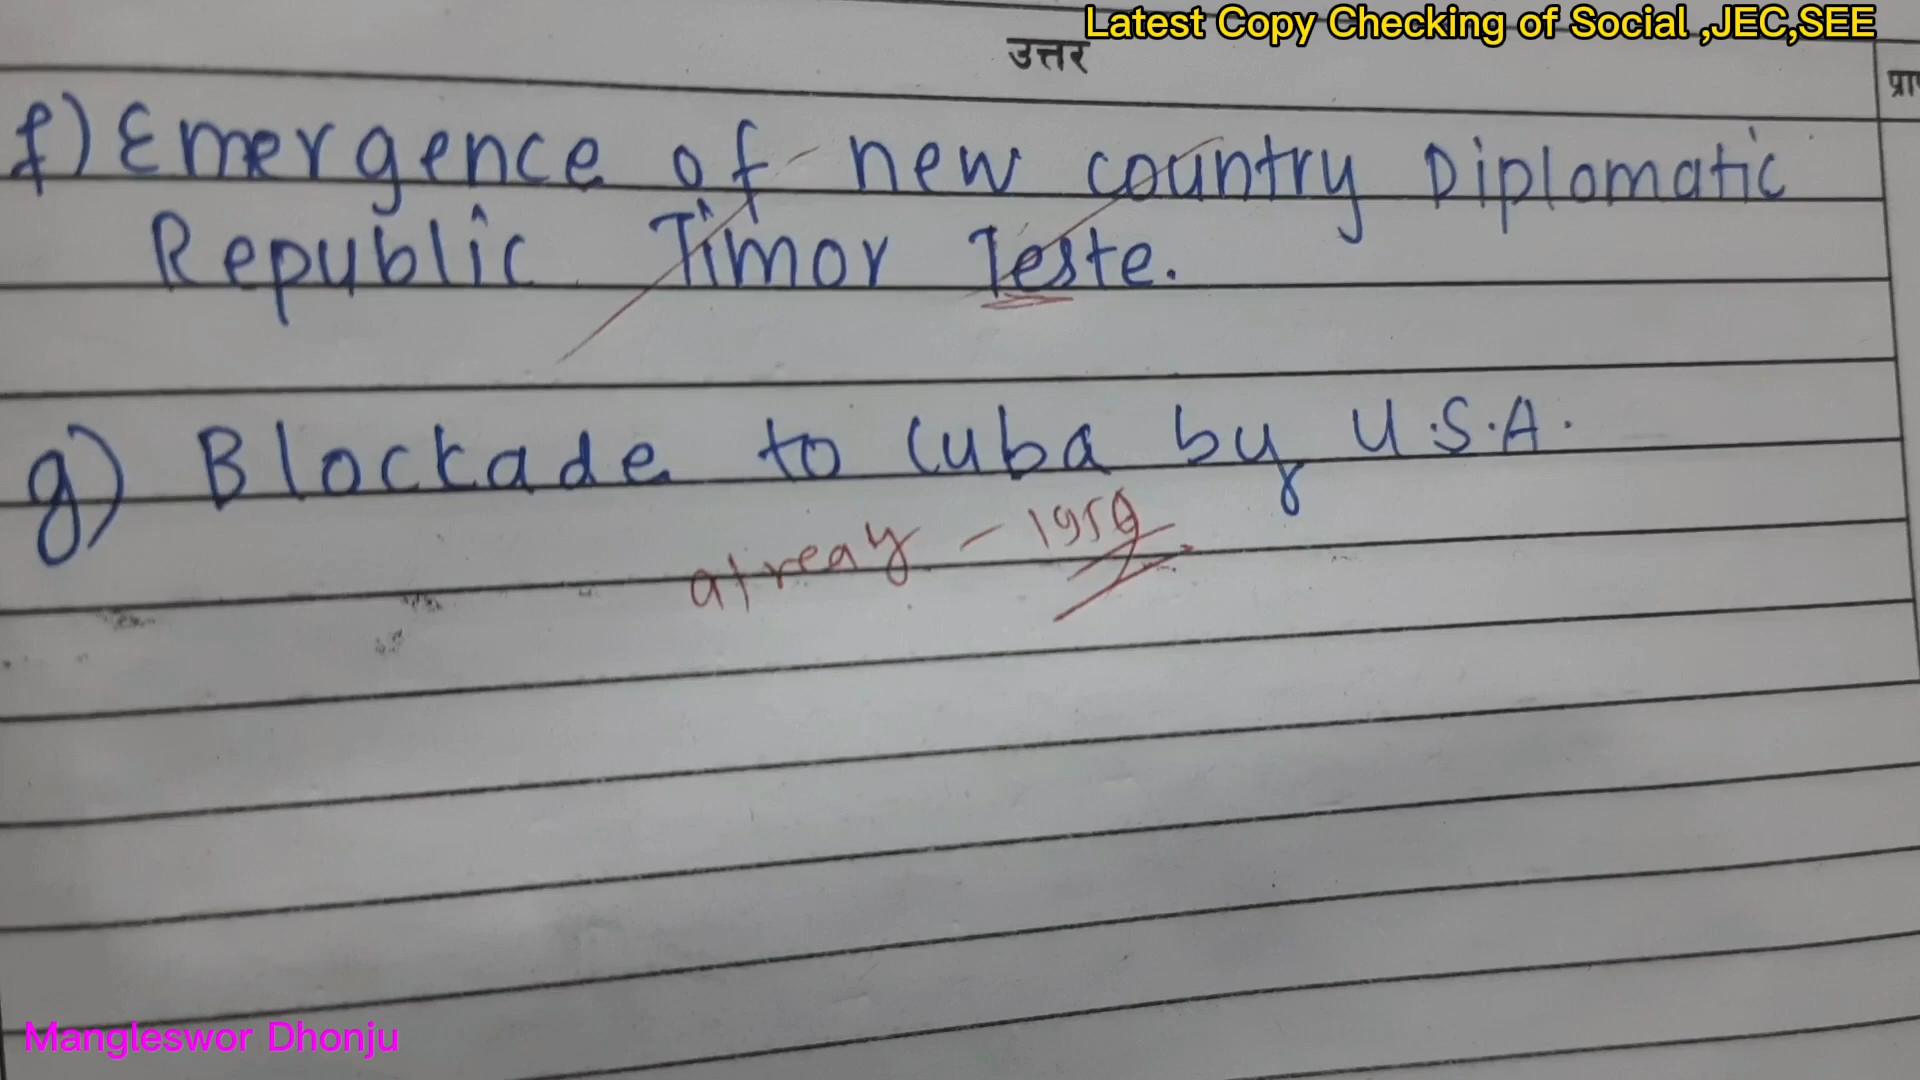 Latest Copy Checking of Social ,JEC,SEE
उत्तर
f) Emergence of new country Diplomatic
Republic Timor Teste.
g) Blockade to Cuba by U.S.A.
alreay - 1959
Mangleswor Dhonju